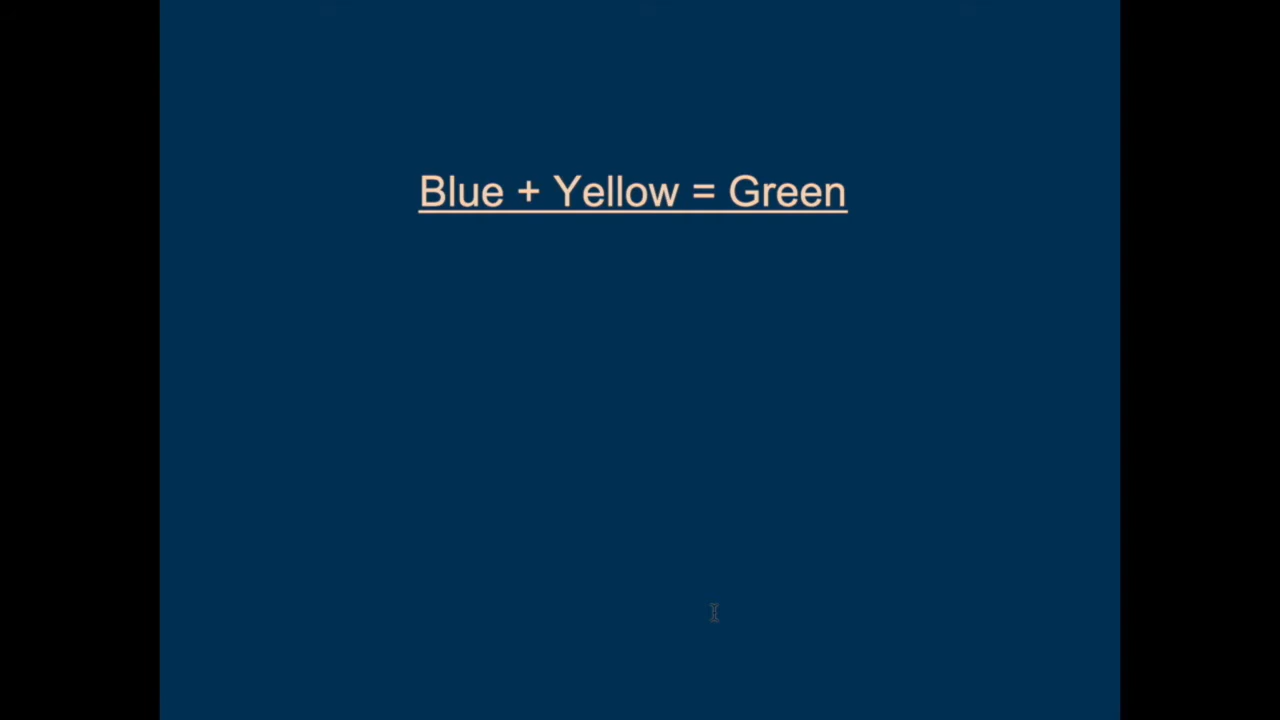 Blue + Yellow = Green